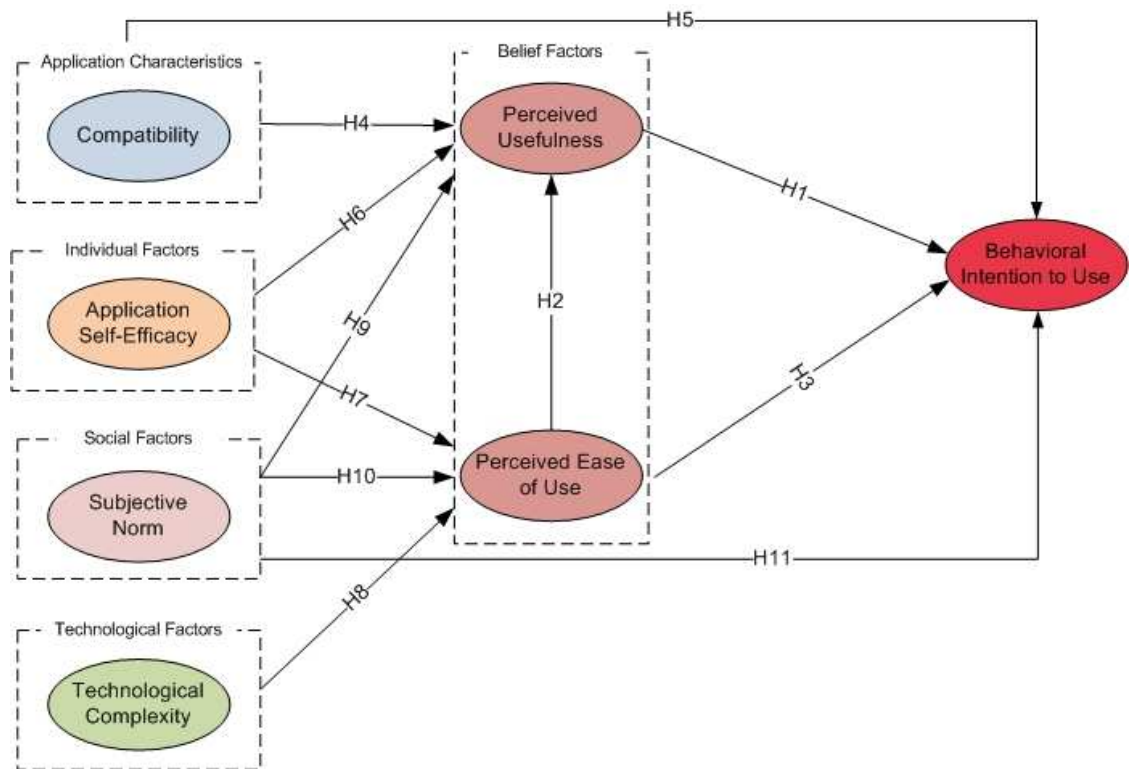 H5
Application Characteristics
Belief Factors
Compatibility
H4
Perceived
Usefulness
H1
H6
Individual Factors
Application
Self-Efficacy
H9
H2
Behavioral
Intention to Use
H7
H3
Social Factors
Subjective
Norm
H10
Perceived Ease
of Use
H11
H8
Technological Factors
Technological
Complexity